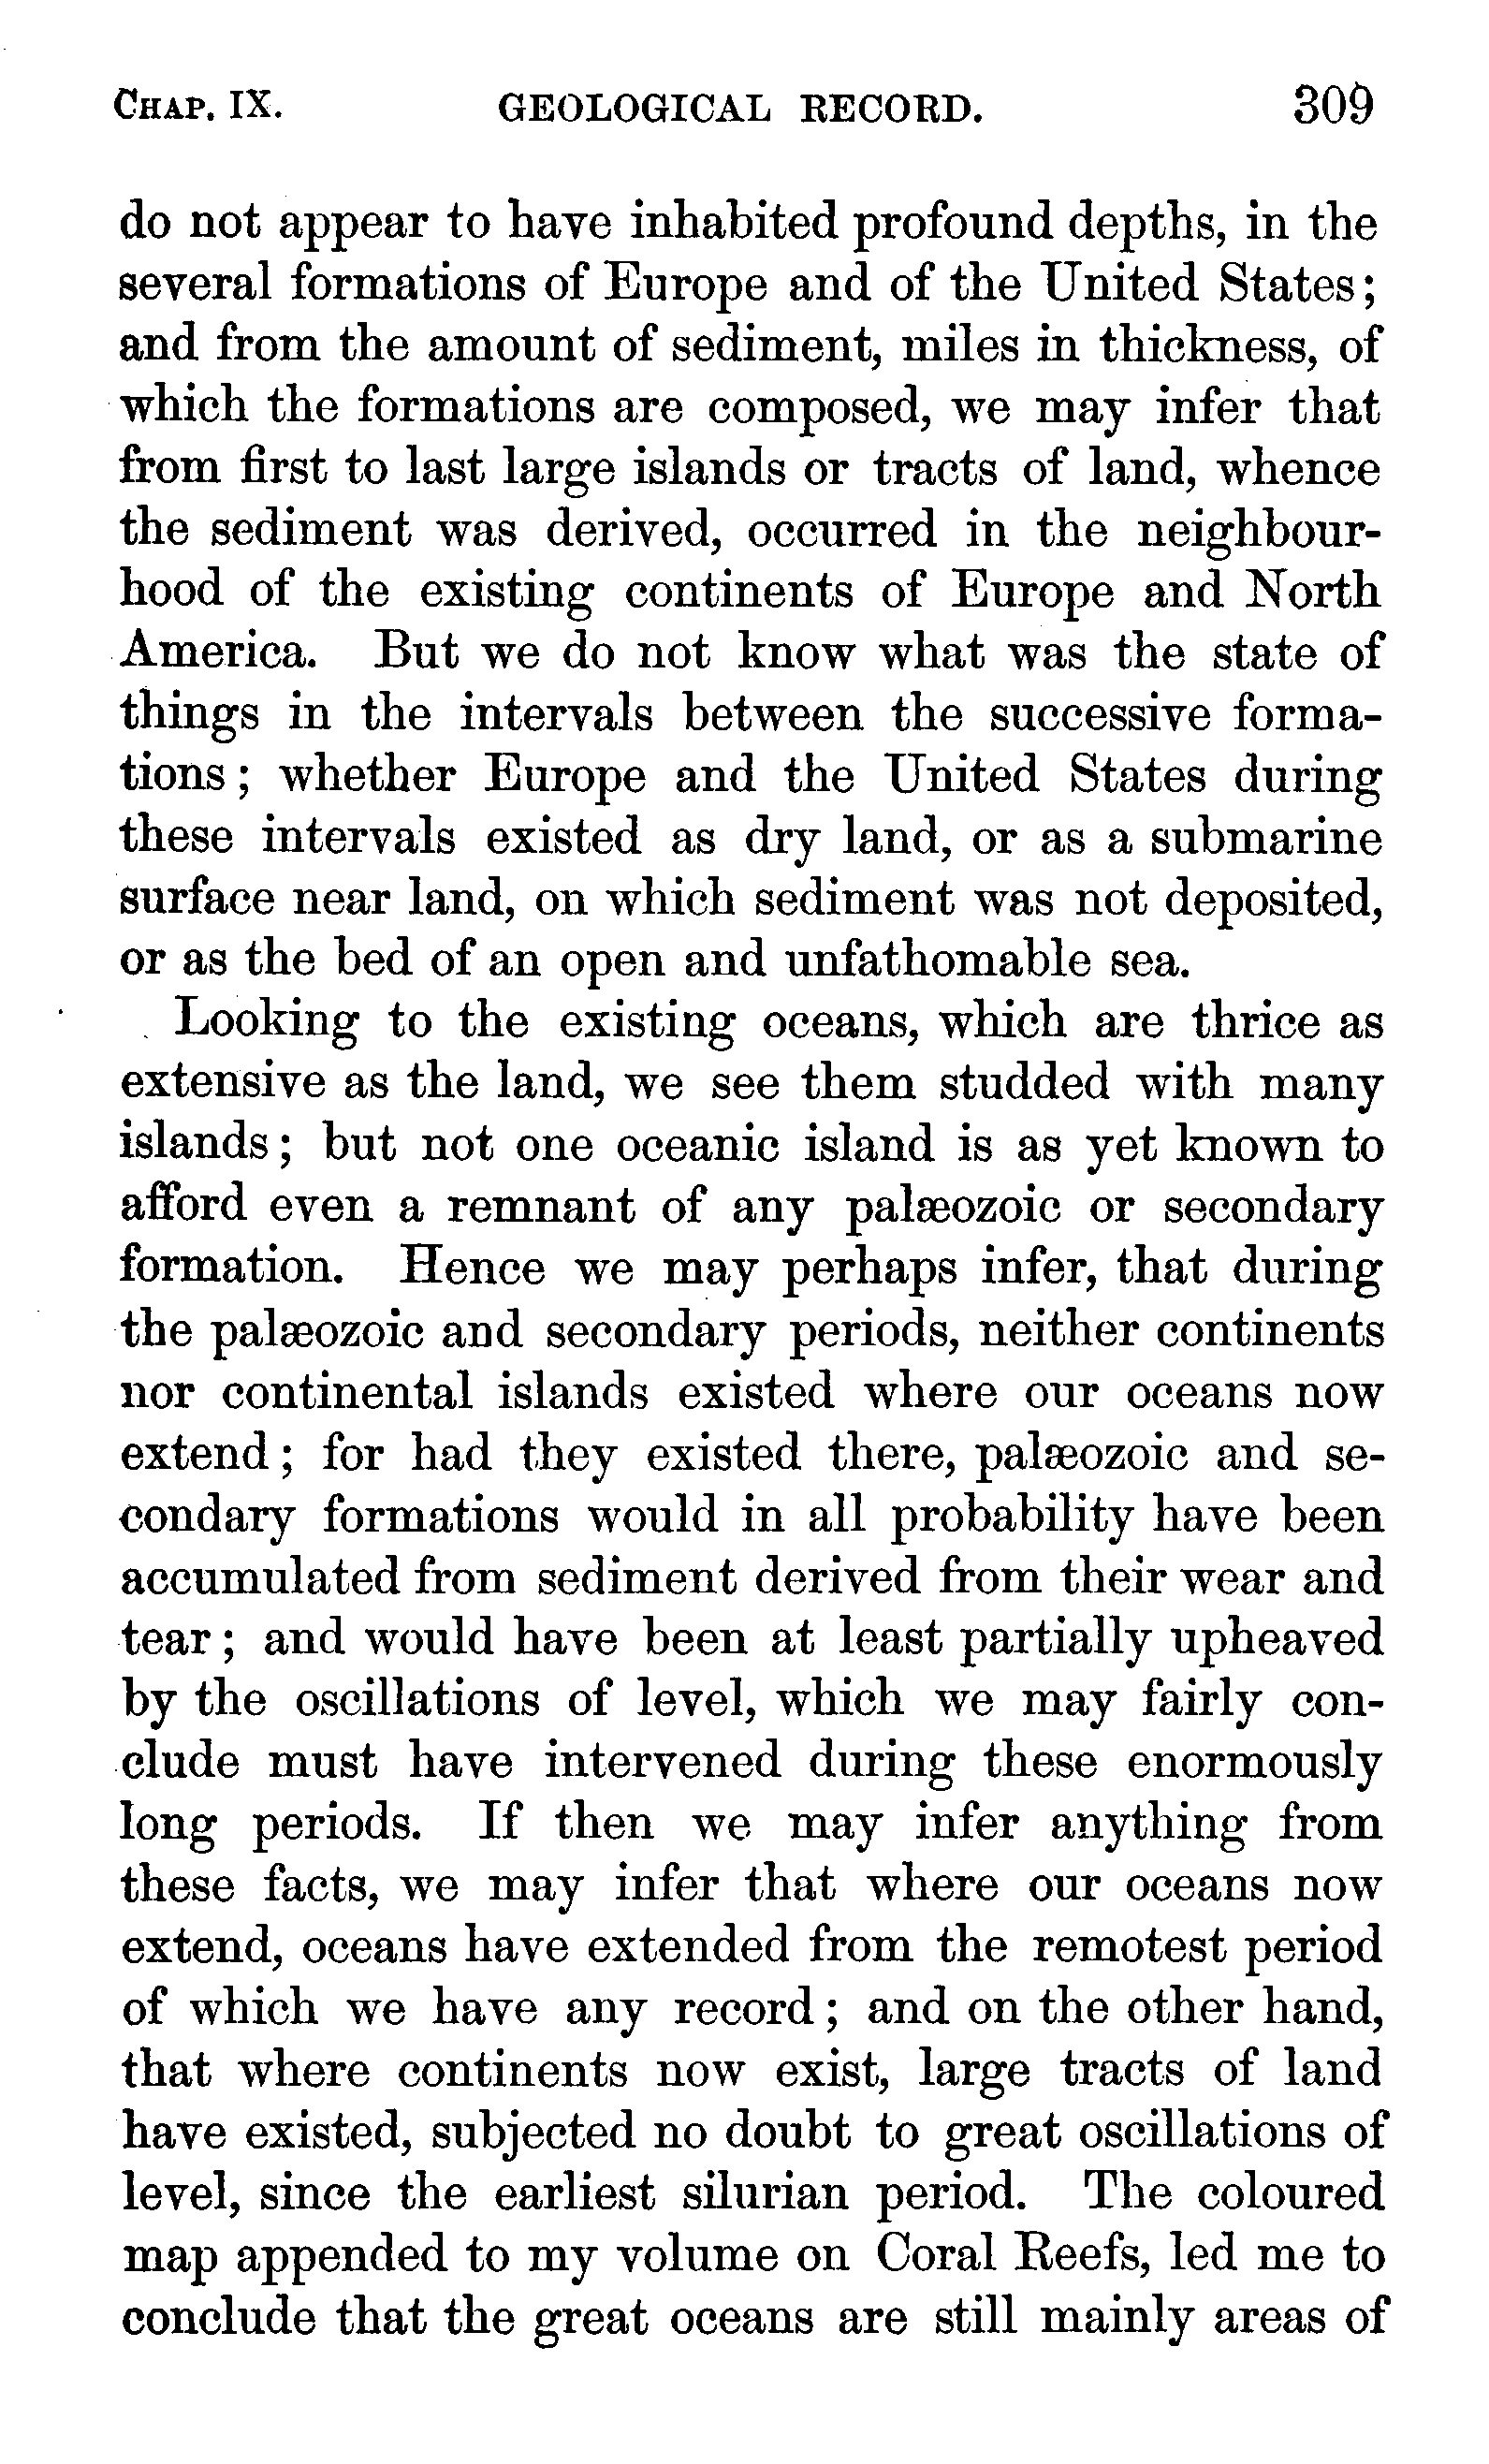 CHAP. IX. GEOLOGICAL RECORD. 309
do not appear to have inhabited profound depths, in the
several formations of Europe and of the United States;
and from the amount of sediment, miles in thickness, of
which the formations are composed, we may infer that
from first to last large islands or tracts of land, whence
the sediment was derived, occurred in the neighbour-
hood of the existing continents of Europe and North
America. But we do not know what was the state of
things in the intervals between the successive forma-
tions; whether Europe and the United States during
these intervals existed as dry land, or as a submarine
surface near land, on which sediment was not deposited,
or as the bed of an open and unfathomable sea.
Looking to the existing oceans, which are thrice as
extensive as the land, we see them studded with many
islands; but not one oceanic island is as yet known to
afford even a remnant of any palæozoic or secondary
formation. Hence we may perhaps infer, that during
the palæozoic and secondary periods, neither continents
nor continental islands existed where our oceans now
extend; for had they existed there, palæozoic and se-
condary formations would in all probability have been
accumulated from sediment derived from their wear and
tear; and would have been at least partially upheaved
by the oscillations of level, which we may fairly con-
clude must have intervened during these enormously
long periods. If then we may infer anything from
these facts, we may infer that where our oceans now
extend, oceans have extended from the remotest period
of which we have any record; and on the other hand,
that where continents now exist, large tracts of land
have existed, subjected no doubt to great oscillations of
level, since the earliest silurian period. The coloured
map appended to my volume on Coral Reefs, led me to
conclude that the great oceans are still mainly areas of